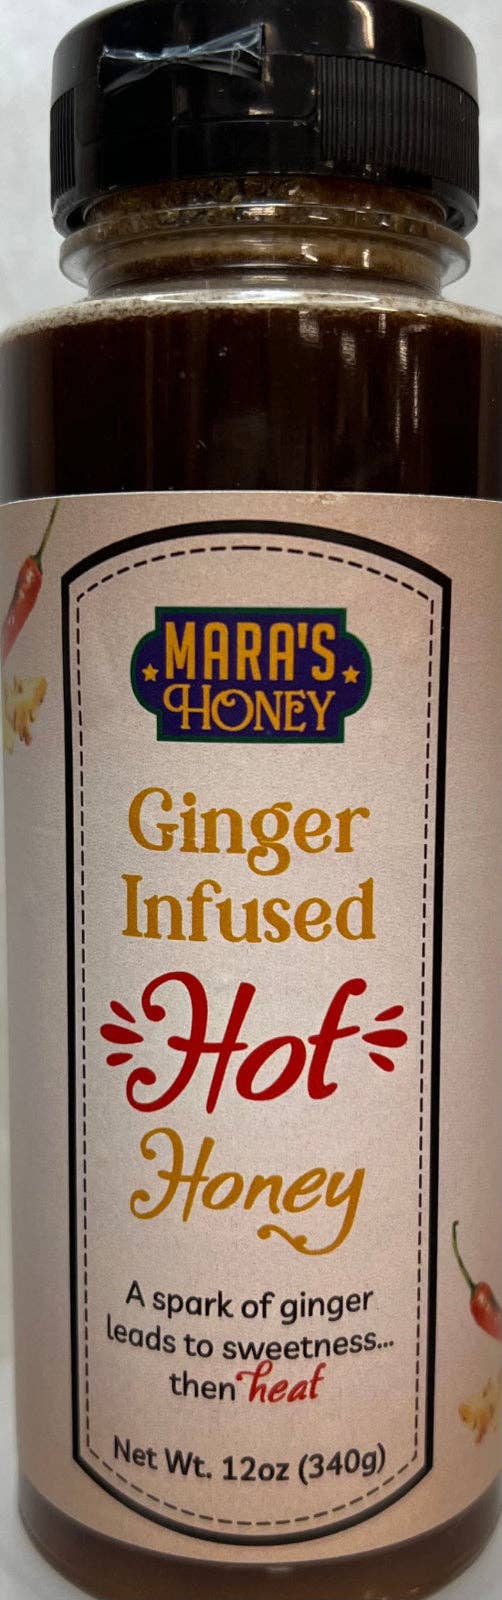 MARA'S
HONEY
Ginger
Infused
Hot
Honey
A spark of ginger
leads to sweetness...
then heat
Net Wt. 12oz (340g)